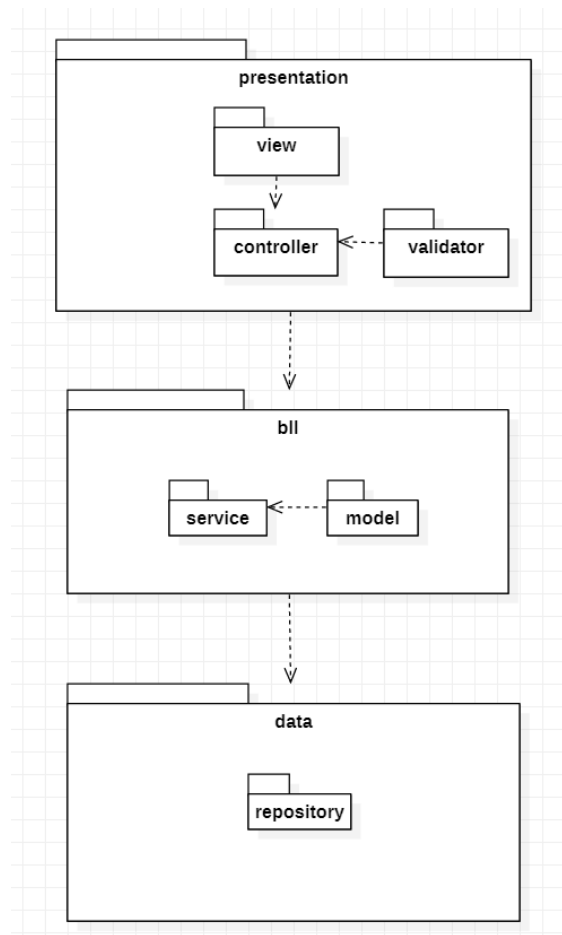 presentation
view
controller
validator
bll
service
model
data
repository